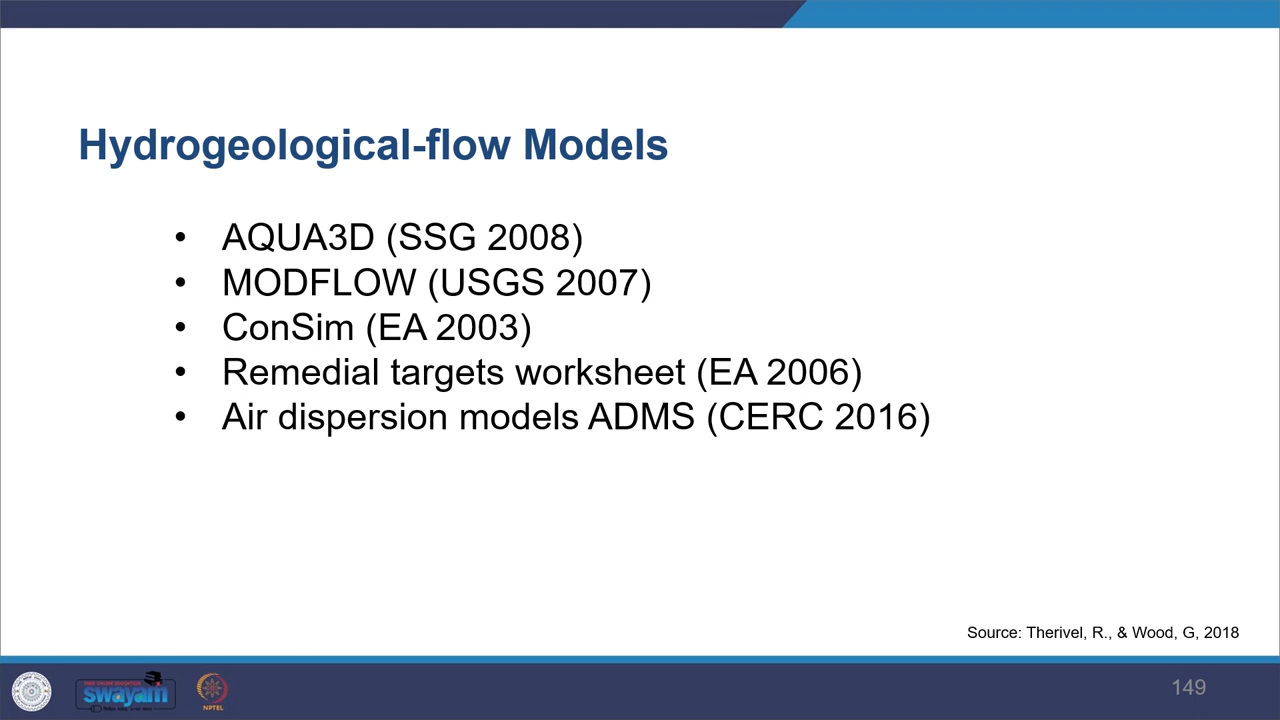 Hydrogeological-flow Models
• AQUA3D (SSG 2008)
• MODFLOW (USGS 2007)
• ConSim (EA 2003)
• Remedial targets worksheet (EA 2006)
• Air dispersion models ADMS (CERC 2016)
Source: Therivel, R., & Wood, G, 2018
swayam
NPTEL
149